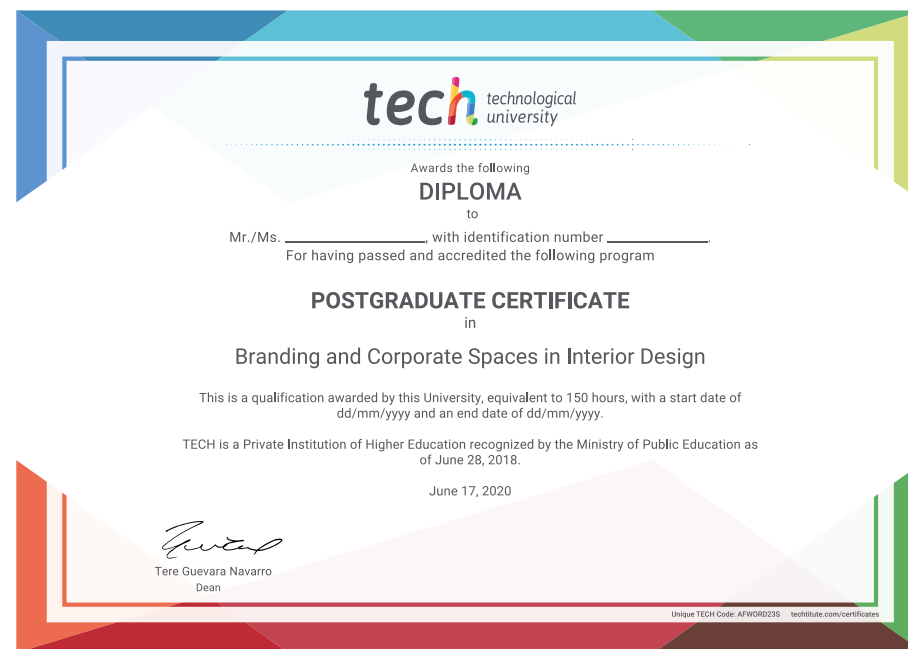 tech technological
university
Awards the following
DIPLOMA
to
Mr./Ms. ____________________, with identification number ______________.
For having passed and accredited the following program
POSTGRADUATE CERTIFICATE
in
Branding and Corporate Spaces in Interior Design
This is a qualification awarded by this University, equivalent to 150 hours, with a start date of
dd/mm/yyyy and an end date of dd/mm/yyyy.
TECH is a Private Institution of Higher Education recognized by the Ministry of Public Education as
of June 28, 2018.
June 17, 2020
Tere Guevara Navarro
Dean
Unique TECH Code: AFWORD23S techtitute.com/certificates